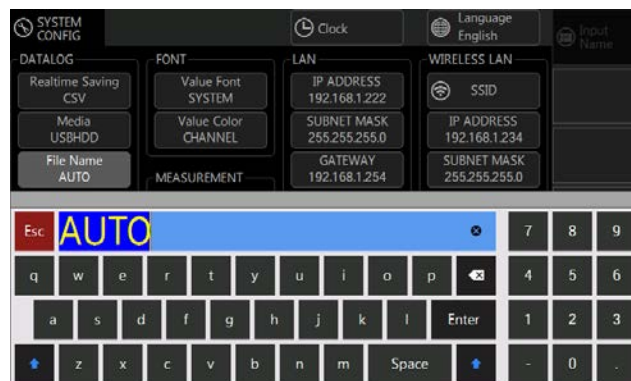 SYSTEM
CONFIG
Clock
Language
English
Input
Name
DATALOG
FONT
LAN
WIRELESS LAN
Realtime Saving
CSV
Value Font
SYSTEM
IP ADDRESS
192.168.1.222
SSID
Media
USBHDD
Value Color
CHANNEL
SUBNET MASK
255.255.255.0
IP ADDRESS
192.168.1.234
File Name
AUTO
MEASUREMENT
GATEWAY
192.168.1.254
SUBNET MASK
255.255.255.0
Esc AUTO 7 8 9
q w e r t y u i o p 4 5 6
a s d f g h j k l Enter 1 2 3
z x c v b n m Space - 0 .